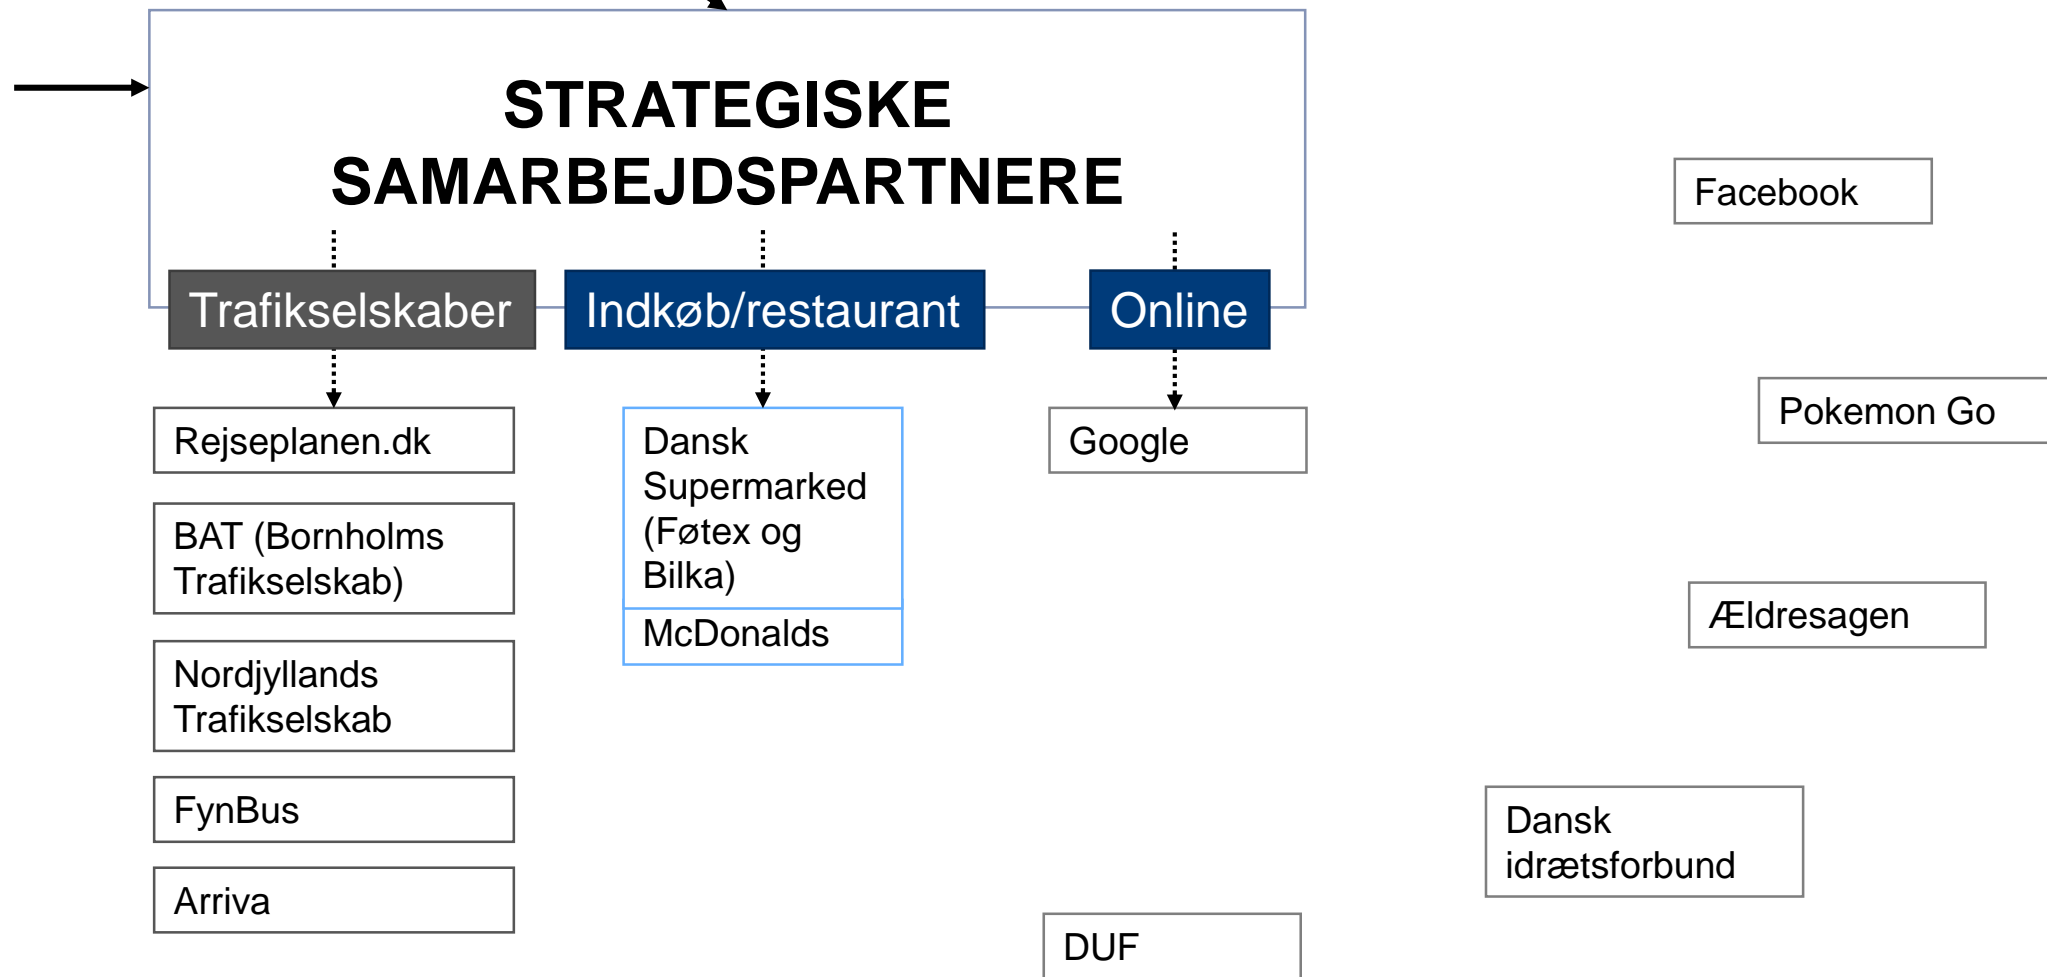 STRATEGISKE
SAMARBEJDSPARTNERE
Trafikselskaber
Indkøb/restaurant
Online
Rejseplanen.dk
BAT (Bornholms
Trafikselskab)
Nordjyllands
Trafikselskab
FynBus
Arriva
Dansk
Supermarked
(Føtex og
Bilka)
McDonalds
Google
Facebook
Pokemon Go
Ældresagen
Dansk
idrætsforbund
DUF